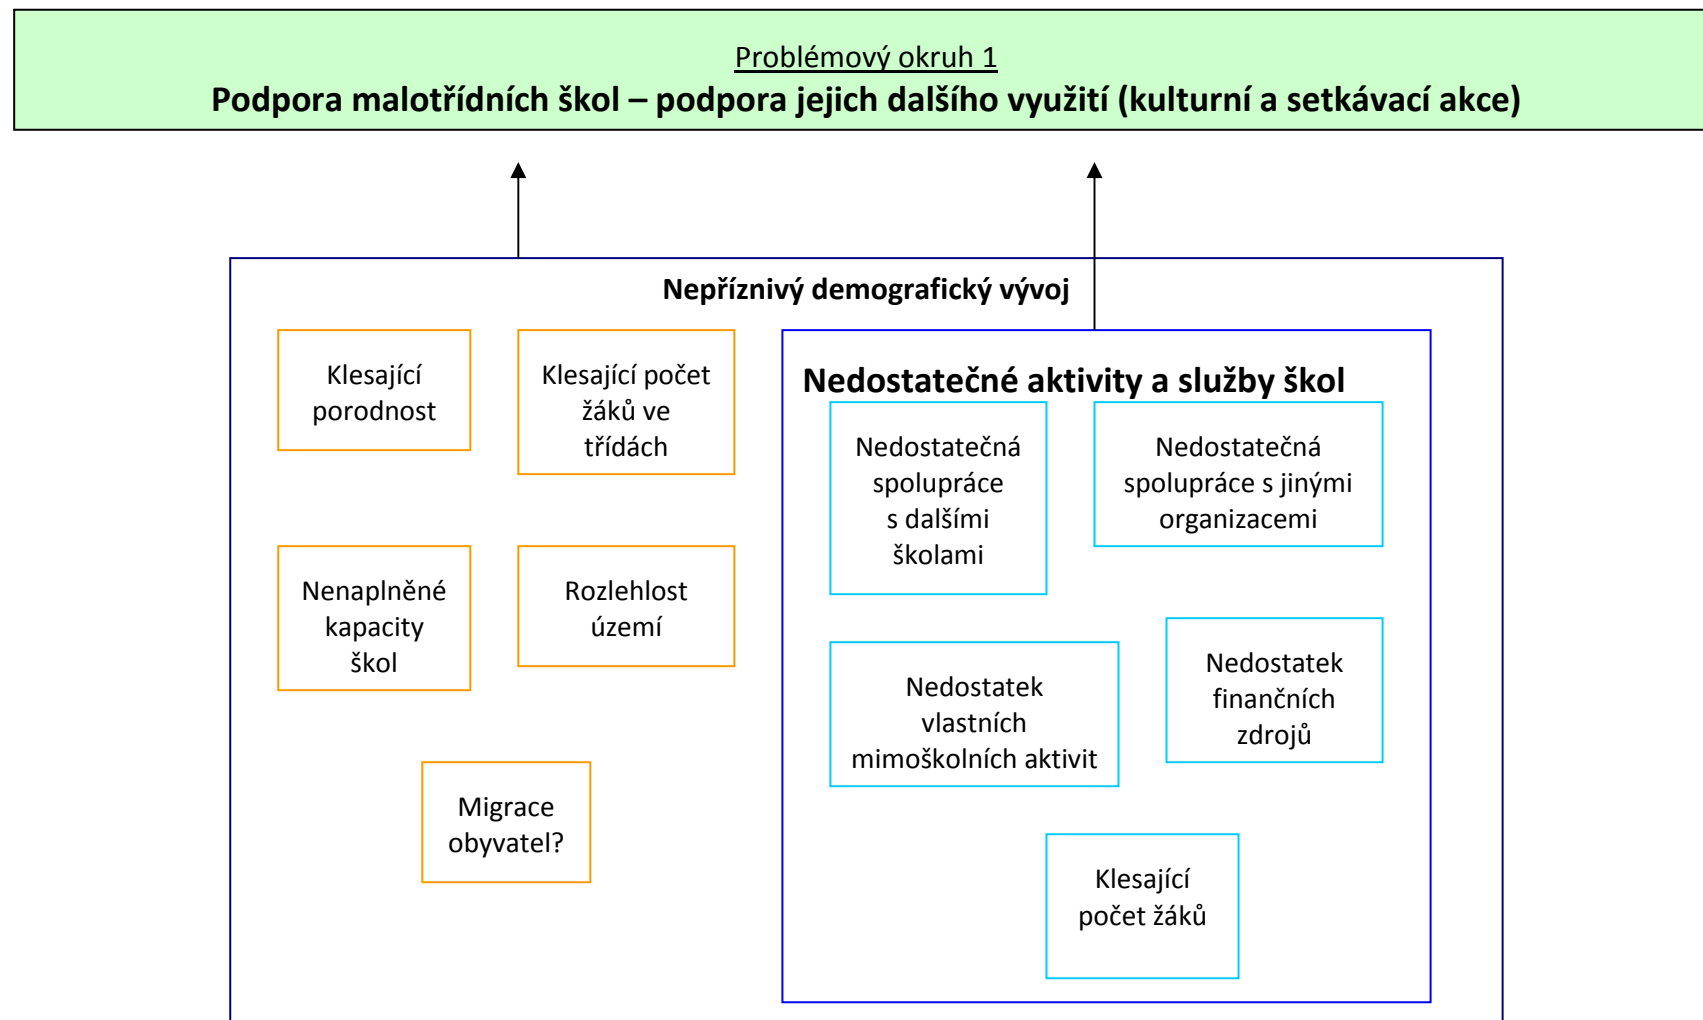 Problémový okruh 1
Podpora malotřídních škol – podpora jejich dalšího využití (kulturní a setkávací akce)
Nepříznivý demografický vývoj
Klesající
porodnost
Klesající počet
žáků ve
třídách
Nenaplněné
kapacity
škol
Rozlehlost
území
Migrace
obyvatel?
Nedostatečné aktivity a služby škol
Nedostatečná
spolupráce
s dalšími
školami
Nedostatečná
spolupráce s jinými
organizacemi
Nedostatek
vlastních
mimoškolních aktivit
Nedostatek
finančních
zdrojů
Klesající
počet žáků